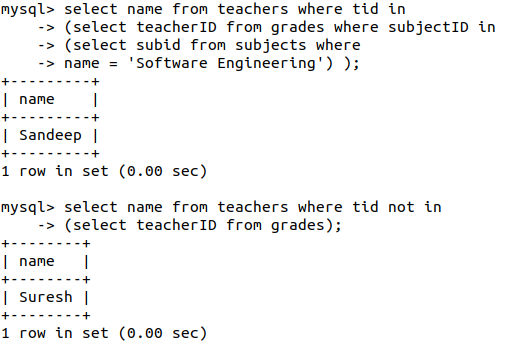 mysql> select name from teachers where tid in
    -> (select teacherID from grades where subjectID in
    -> (select subid from subjects where
    -> name = 'Software Engineering') );
+---------+
| name    |
+---------+
| Sandeep |
+---------+
1 row in set (0.00 sec)

mysql> select name from teachers where tid not in
    -> (select teacherID from grades);
+--------+
| name   |
+--------+
| Suresh |
+--------+
1 row in set (0.00 sec)